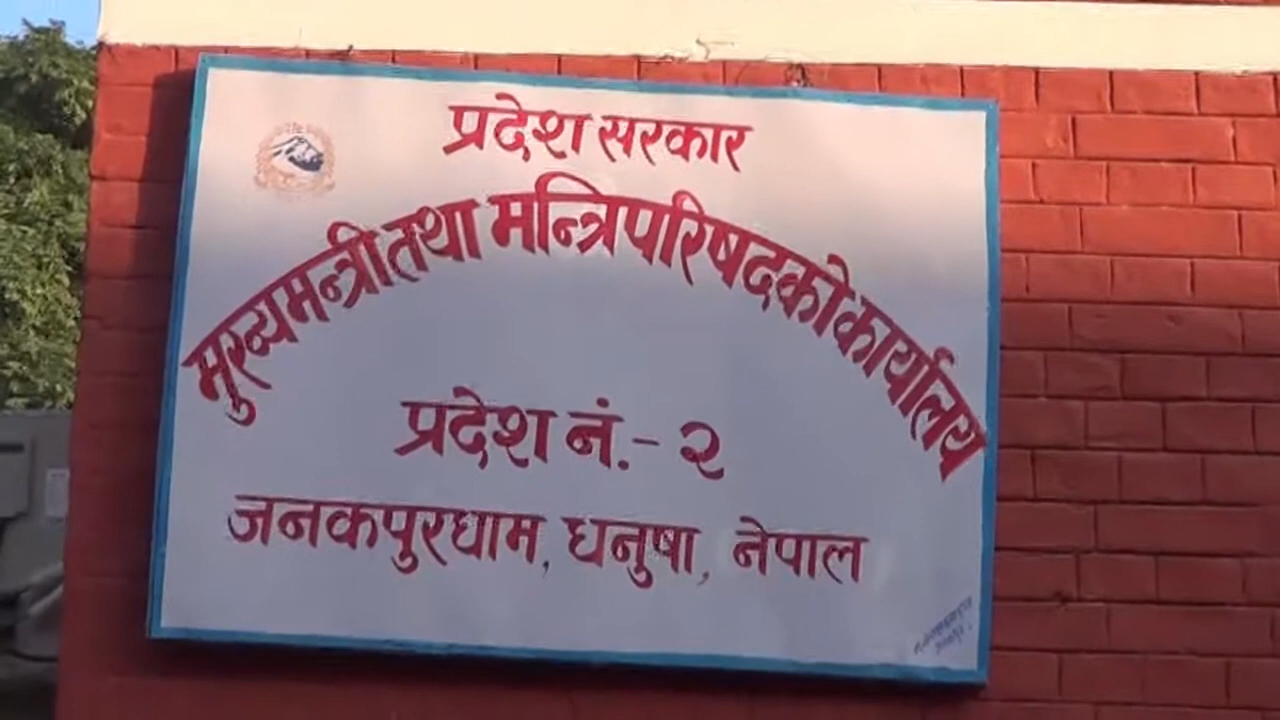 प्रदेश सरकार
मुख्यमन्त्री तथा मन्त्रिपरिषदको कार्यालय
प्रदेश नं.- २
जनकपुरधाम, धनुषा, नेपाल